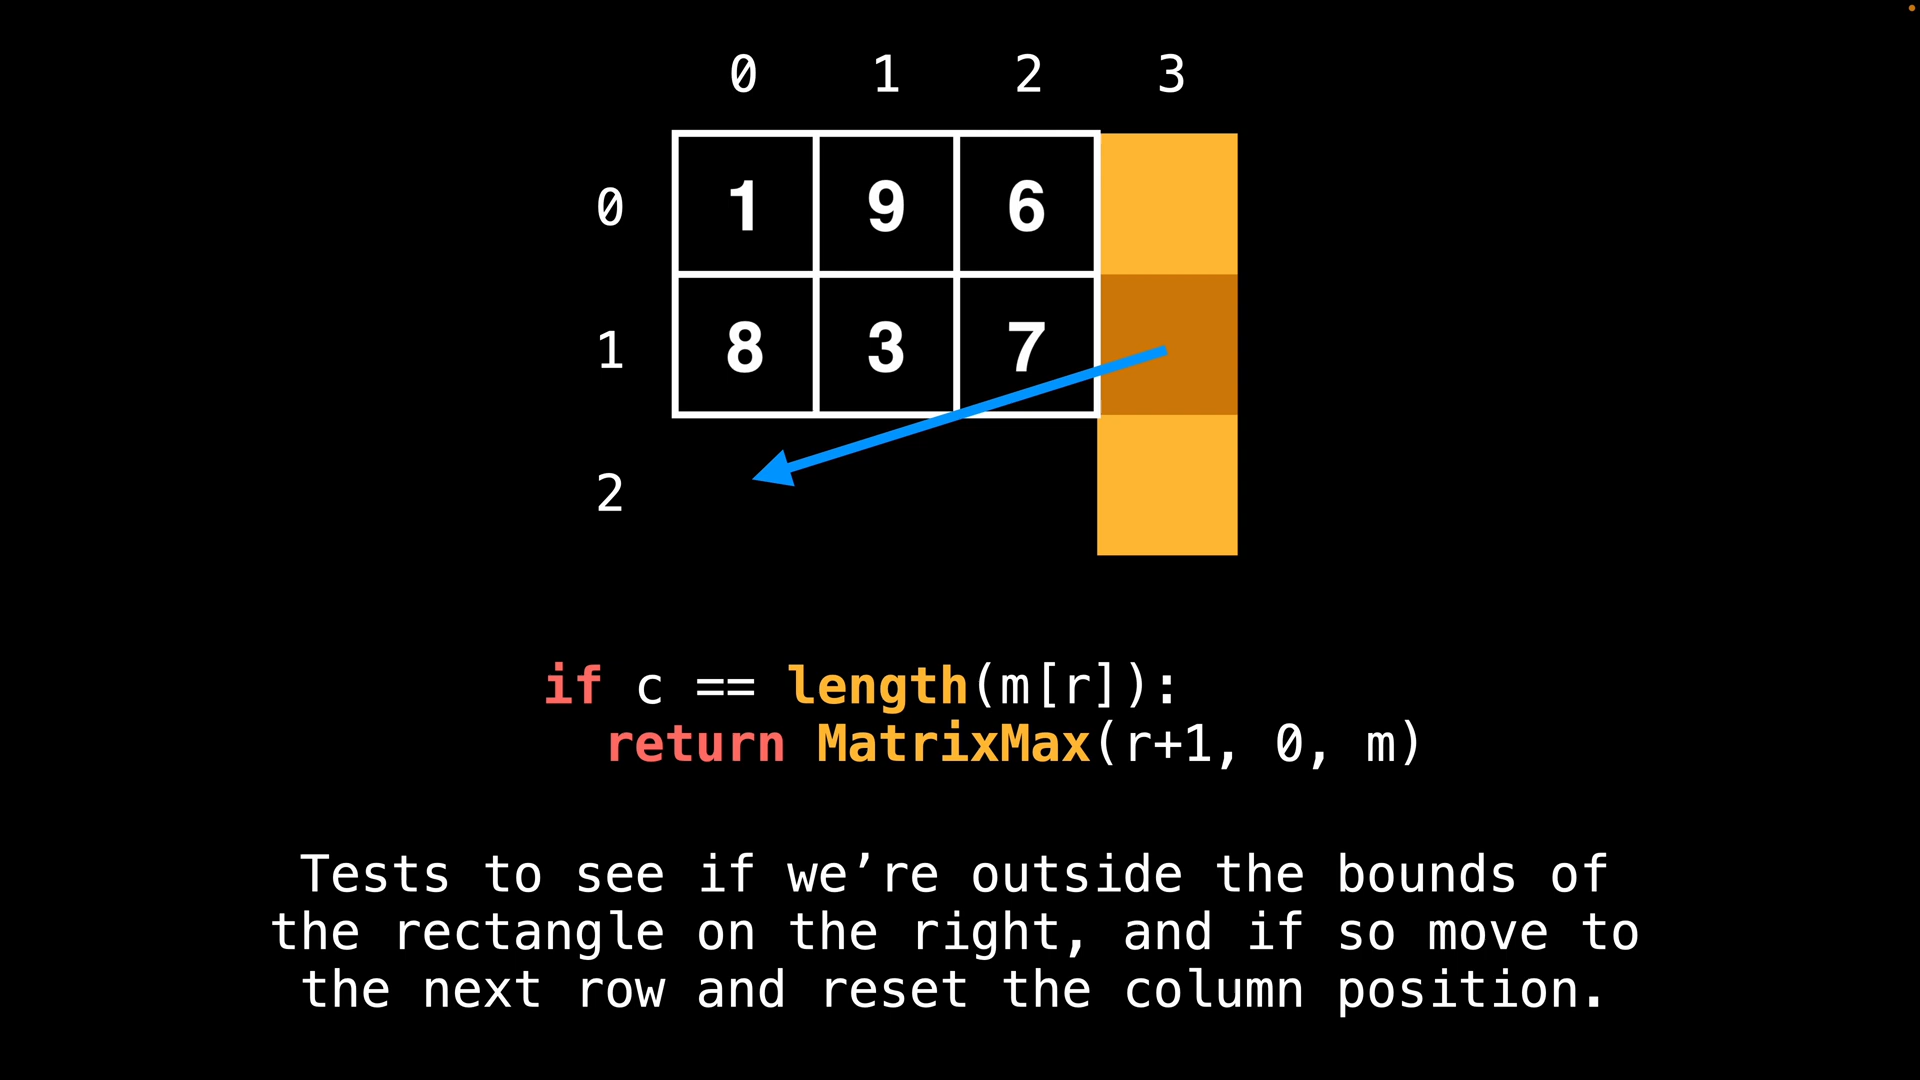 0 1 2 3
0 1 9 6
1 8 3 7
2
if c == length(m[r]):
return MatrixMax(r+1, 0, m)
Tests to see if we’re outside the bounds of
the rectangle on the right, and if so move to
the next row and reset the column position.